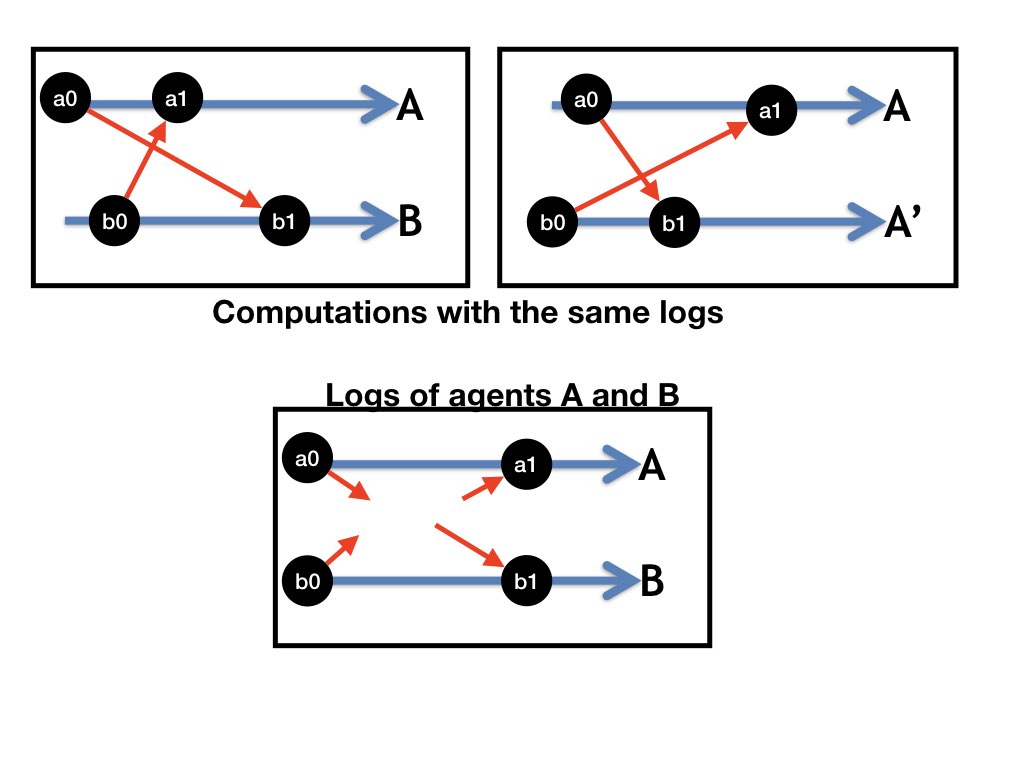 a0 a1 A
b0 b1 B
a0 a1 A
b0 b1 A’
Computations with the same logs
Logs of agents A and B
a0 a1 A
b0 b1 B